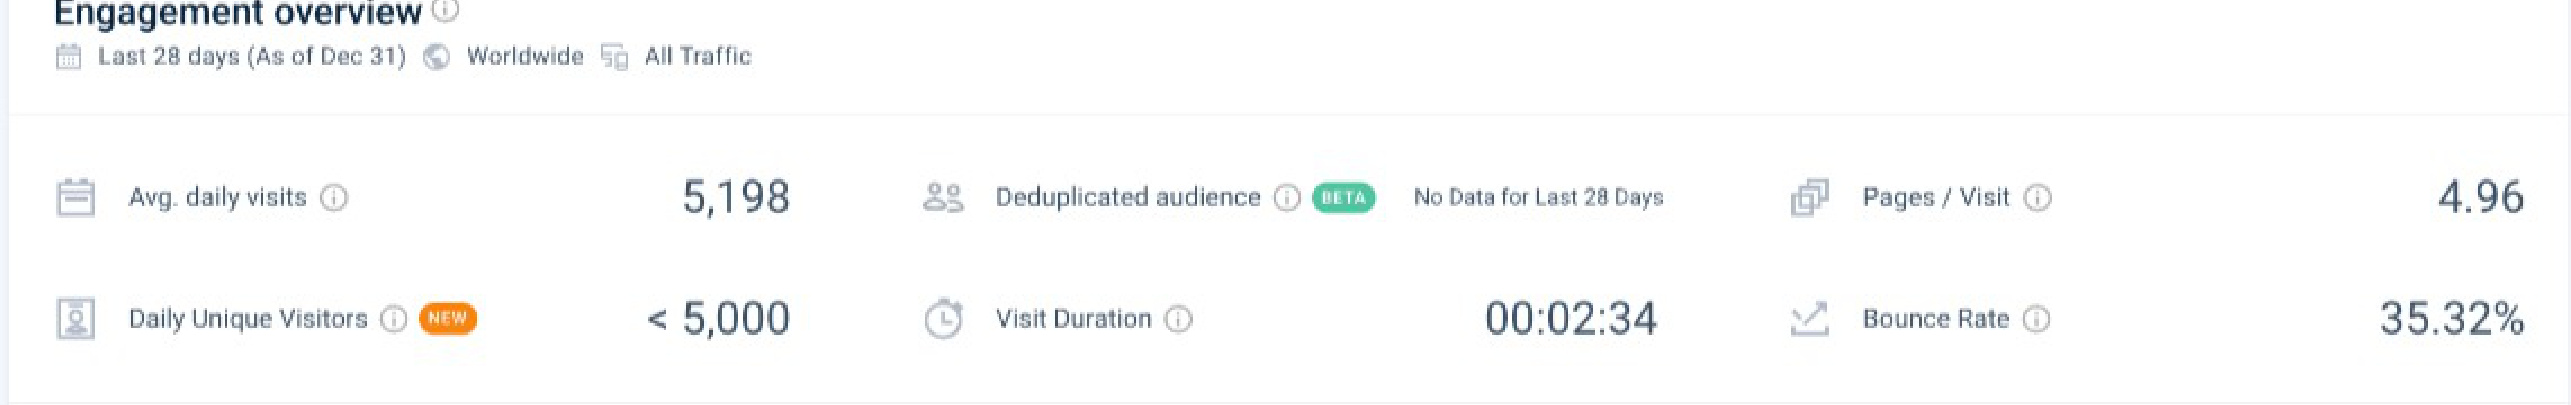 Engagement overview
Last 28 days (As of Dec 31) Worldwide All Traffic
Avg. daily visits 5,198 Deduplicated audience BETA No Data for Last 28 Days Pages / Visit 4.96
Daily Unique Visitors NEW < 5,000 Visit Duration 00:02:34 Bounce Rate 35.32%